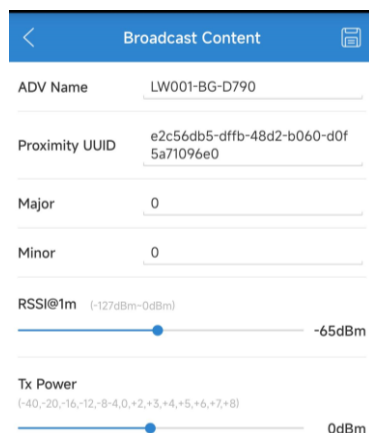 Broadcast Content
ADV Name LW001-BG-D790
Proximity UUID e2c56db5-dffb-48d2-b060-d0f
5a71096e0
Major 0
Minor 0
RSSI@1m (-127dBm~0dBm)
-65dBm
Tx Power
(-40,-20,-16,-12,-8-4,0,+2,+3,+4,+5,+6,+7,+8)
0dBm